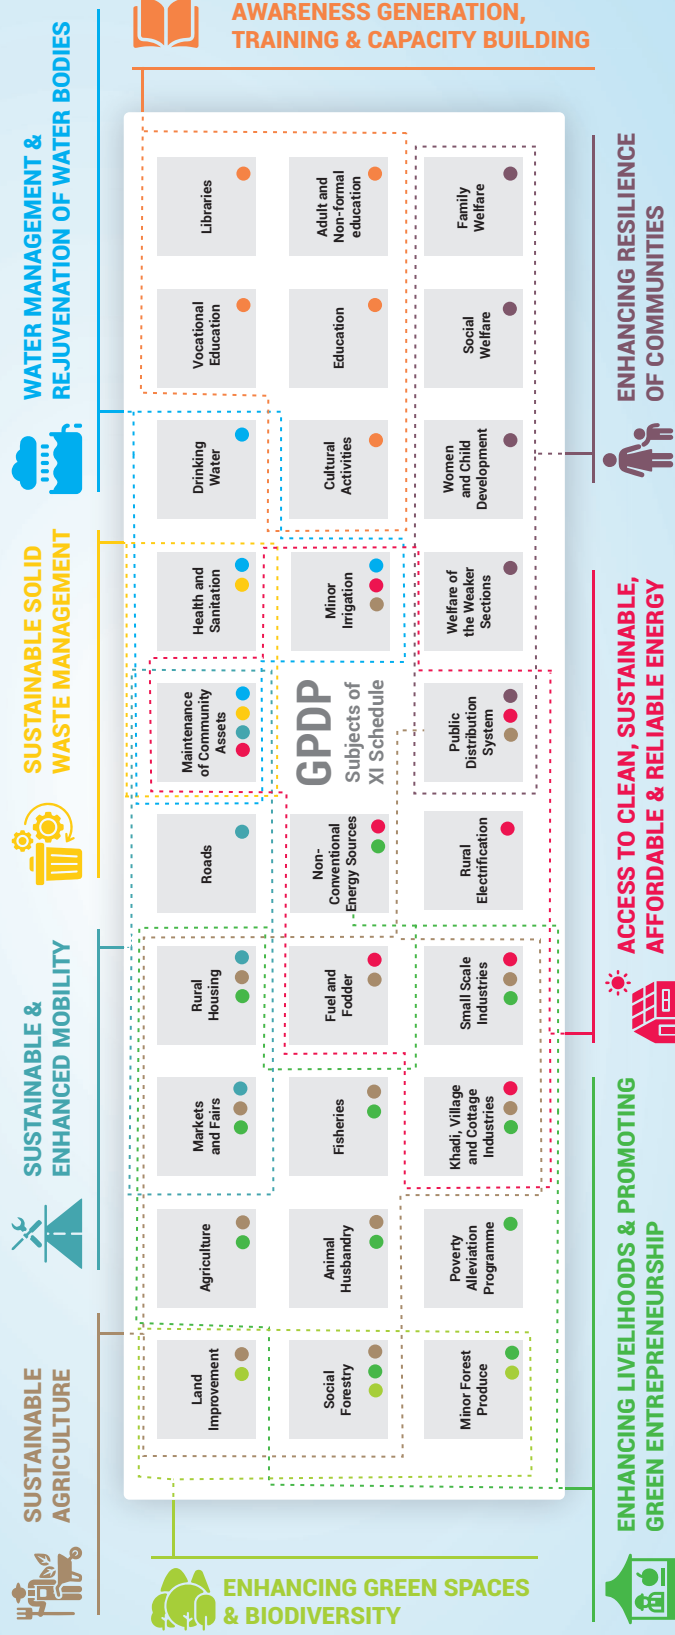 AWARENESS GENERATION,
TRAINING & CAPACITY BUILDING
WATER MANAGEMENT &
REJUVENATION OF WATER BODIES
SUSTAINABLE SOLID
WASTE MANAGEMENT
SUSTAINABLE &
ENHANCED MOBILITY
SUSTAINABLE
AGRICULTURE
Land
Improvement
Agriculture
Markets
and Fairs
Rural
Housing
Roads
Maintenance
of Community
Assets
Health and
Sanitation
Drinking
Water
Vocational
Education
Libraries
Social
Forestry
Animal
Husbandry
Fisheries
Fuel and
Fodder
Non-
Conventional
Energy Sources
GPDP
Subjects of
XI Schedule
Minor
Irrigation
Cultural
Activities
Education
Adult and
Non-formal
education
Minor Forest
Produce
Poverty
Alleviation
Programme
Khadi, Village
and Cottage
Industries
Small Scale
Industries
Rural
Electrification
Public
Distribution
System
Welfare of
the Weaker
Sections
Women
and Child
Development
Social
Welfare
Family
Welfare
ENHANCING LIVELIHOODS & PROMOTING
GREEN ENTREPRENEURSHIP
ACCESS TO CLEAN, SUSTAINABLE,
AFFORDABLE & RELIABLE ENERGY
ENHANCING RESILIENCE
OF COMMUNITIES
ENHANCING GREEN SPACES
& BIODIVERSITY